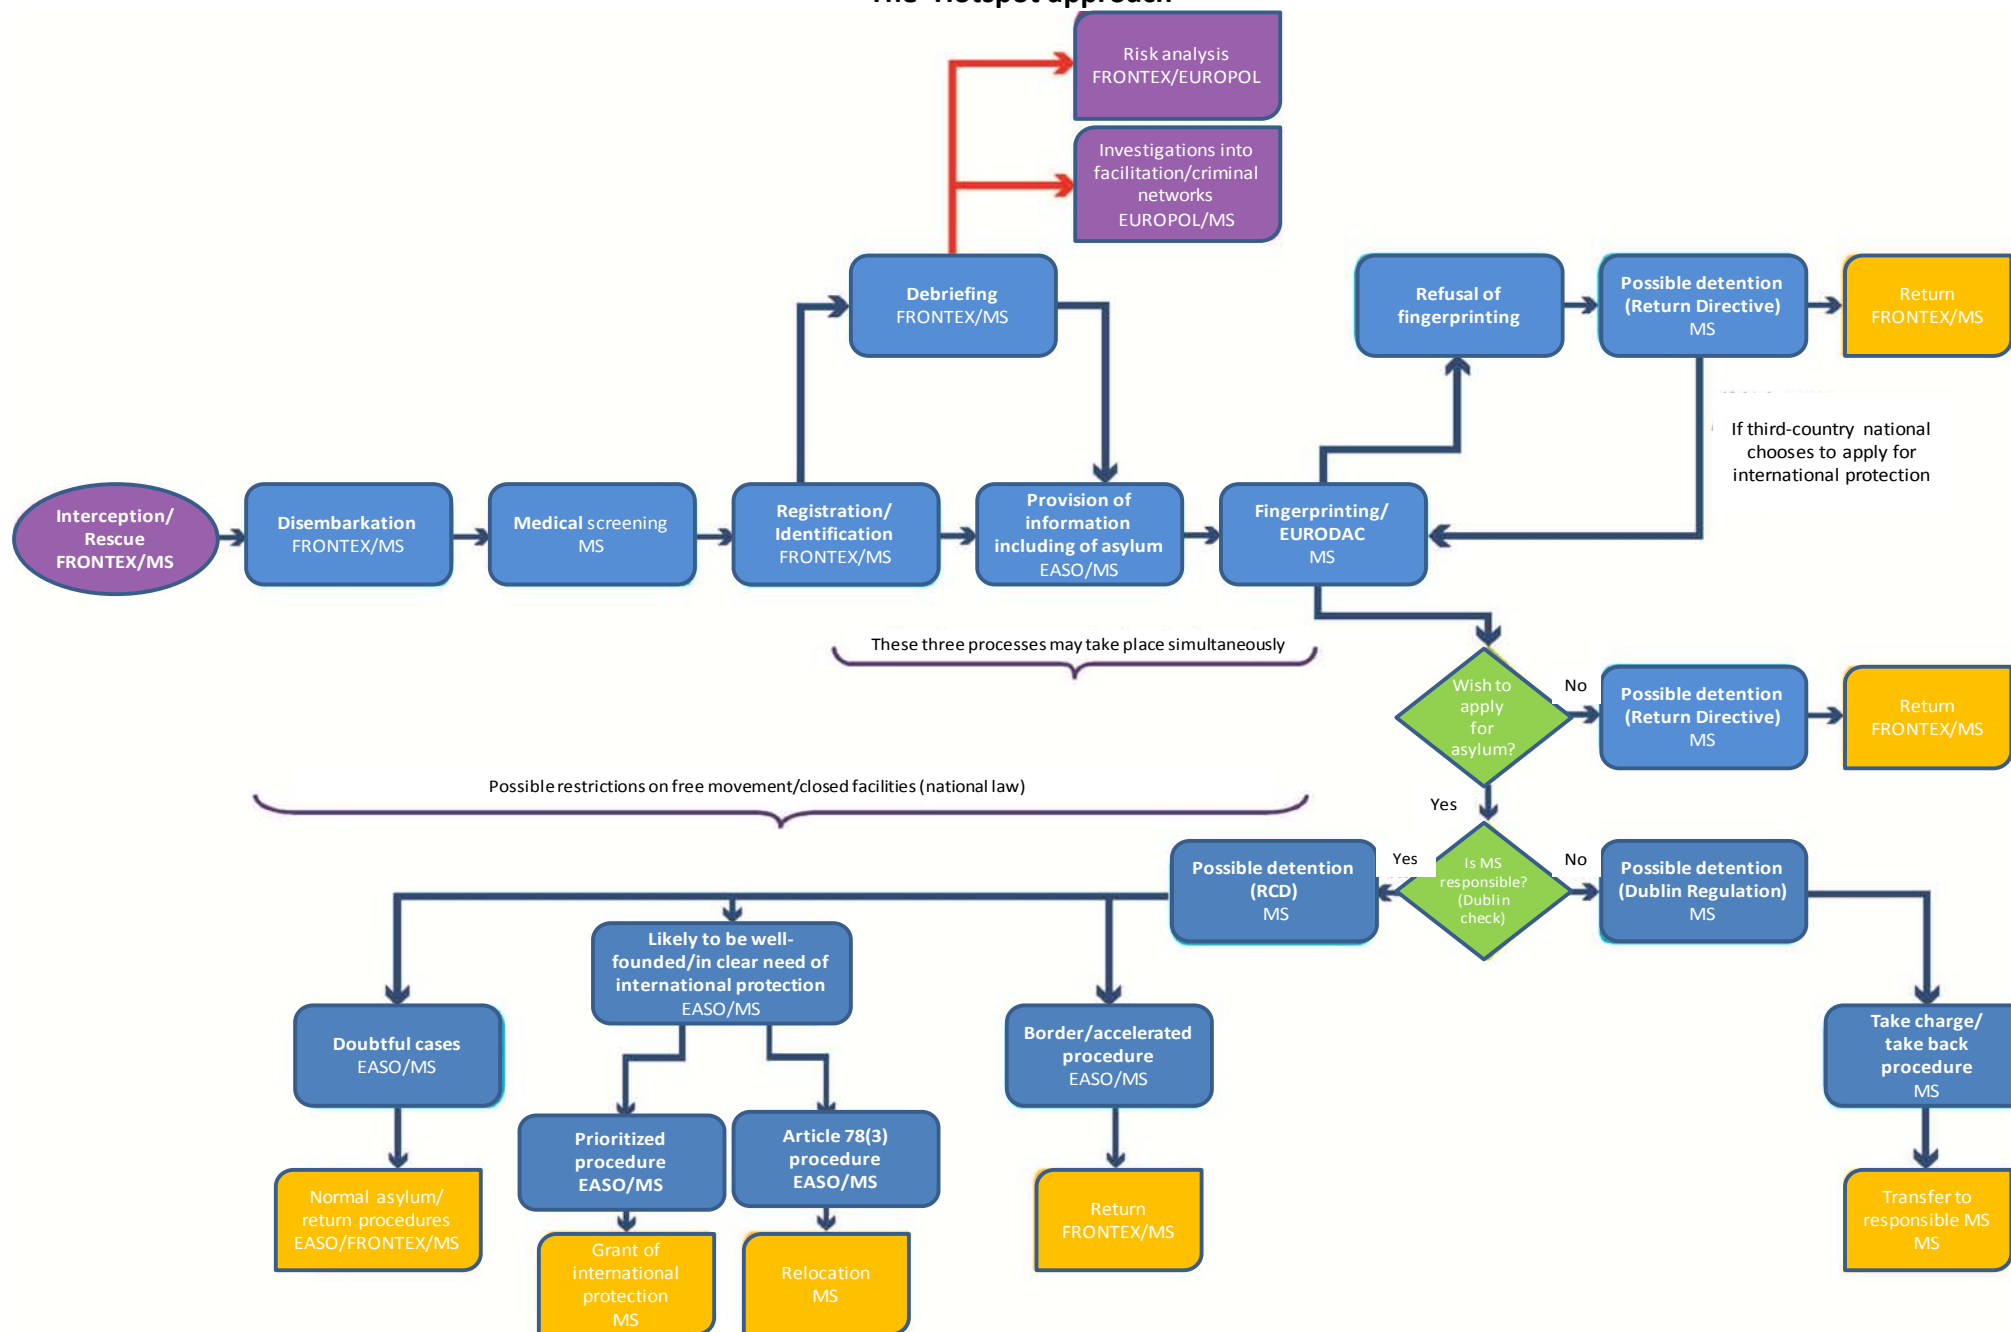 The 'Hotspot approach'
Risk analysis
FRONTEX/EUROPOL
Investigations into
facilitation/criminal
networks
EUROPOL/MS
Debriefing
FRONTEX/MS
Refusal of
fingerprinting
Possible detention
(Return Directive)
MS
Return
FRONTEX/MS
If third-country national
chooses to apply for
international protection
Interception/
Rescue
FRONTEX/MS
Disembarkation
FRONTEX/MS
Medical screening
MS
Registration/
Identification
FRONTEX/MS
Provision of
information
including of asylum
EASO/MS
Fingerprinting/
EURODAC
MS
These three processes may take place simultaneously
Wish to
apply
for
asylum?
No
Possible detention
(Return Directive)
MS
Return
FRONTEX/MS
Possible restrictions on free movement/closed facilities (national law)
Yes
Possible detention
(RCD)
MS
Yes
Is MS
responsible?
(Dublin
check)
No
Possible detention
(Dublin Regulation)
MS
Likely to be well-
founded/in clear need of
international protection
EASO/MS
Doubtful cases
EASO/MS
Border/accelerated
procedure
EASO/MS
Take charge/
take back
procedure
MS
Prioritized
procedure
EASO/MS
Article 78(3)
procedure
EASO/MS
Normal asylum/
return procedures
EASO/FRONTEX/MS
Grant of
international
protection
MS
Relocation
MS
Return
FRONTEX/MS
Transfer to
responsible MS
MS